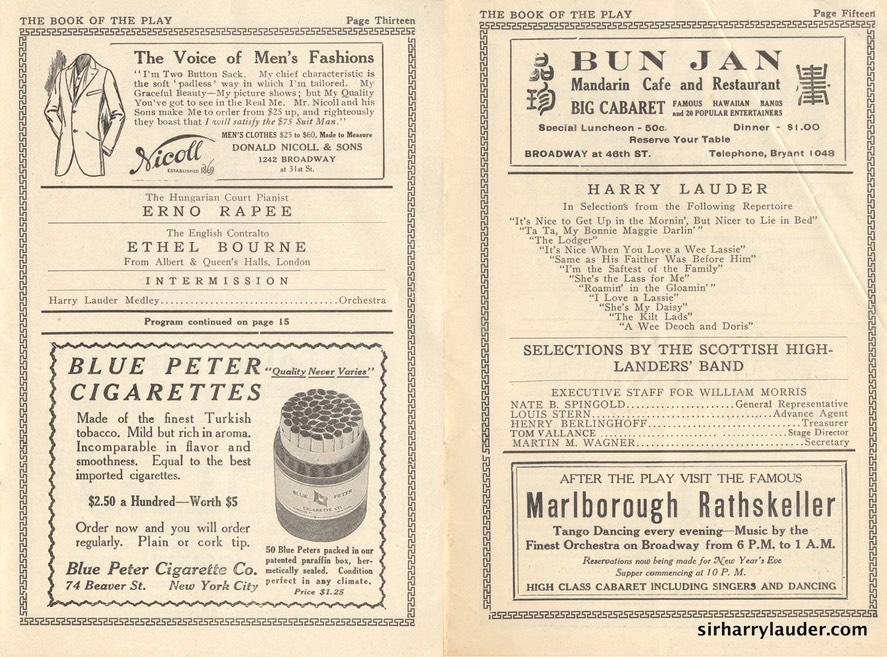 THE BOOK OF THE PLAY Page Thirteen
The Voice of Men's Fashions
"I'm Two Button Sack. My chief characteristic is
the soft 'padless' way in which I'm tailored. My
Graceful Beauty—My picture shows; but My Quality
You've got to see in the Real Me. Mr. Nicoll and his
Sons make Me to order from $25 up, and righteously
they boast that I will satisfy the $75 Suit Man."
MEN'S CLOTHES $25 to $60, Made to Measure
DONALD NICOLL & SONS
1242 BROADWAY
at 31st St.
Nicoll
ESTABLISHED 1869
The Hungarian Court Pianist
ERNO RAPEE
The English Contralto
ETHEL BOURNE
From Albert & Queen's Halls, London
INTERMISSION
Harry Lauder Medley...................................Orchestra
Program continued on page 15
BLUE PETER "Quality Never Varies"
CIGARETTES
Made of the finest Turkish
tobacco. Mild but rich in aroma.
Incomparable in flavor and
smoothness. Equal to the best
imported cigarettes.
$2.50 a Hundred—Worth $5
Order now and you will order
regularly. Plain or cork tip.
Blue Peter Cigarette Co.
74 Beaver St. New York City
BLUE PETER
CIGARETTE CO.
50 Blue Peters packed in our
patented paraffin box, her-
metically sealed. Condition
perfect in any climate.
Price $1.25
THE BOOK OF THE PLAY Page Fifteen
BUN JAN
Mandarin Cafe and Restaurant
BIG CABARET FAMOUS HAWAIIAN BANDS
and 20 POPULAR ENTERTAINERS
Special Luncheon - 50c. Dinner - $1.00
Reserve Your Table
BROADWAY at 48th ST. Telephone, Bryant 1048
HARRY LAUDER
In Selections from the Following Repertoire
"It's Nice to Get Up in the Mornin', But Nicer to Lie in Bed"
"Ta Ta, My Bonnie Maggie Darlin'"
"The Lodger"
"It's Nice When You Love a Wee Lassie"
"Same as His Faither Was Before Him"
"I'm the Saftest of the Family"
"She's the Lass for Me"
"Roamin' in the Gloamin'"
"I Love a Lassie"
"She's My Daisy"
"The Kilt Lads"
"A Wee Deoch and Doris"
SELECTIONS BY THE SCOTTISH HIGH-
LANDERS' BAND
EXECUTIVE STAFF FOR WILLIAM MORRIS
NATE B. SPINGOLD......................General Representative
LOUIS STERN....................................Advance Agent
HENRY BERLINGHOFF..............................Treasurer
TOM VALLANCE....................................Stage Director
MARTIN M. WAGNER..............................Secretary
AFTER THE PLAY VISIT THE FAMOUS
Marlborough Rathskeller
Tango Dancing every evening—Music by the
Finest Orchestra on Broadway from 6 P.M. to 1 A.M.
Reservations now being made for New Year's Eve
Supper commencing at 10 P. M.
HIGH CLASS CABARET INCLUDING SINGERS AND DANCING
sirharrylauder.com